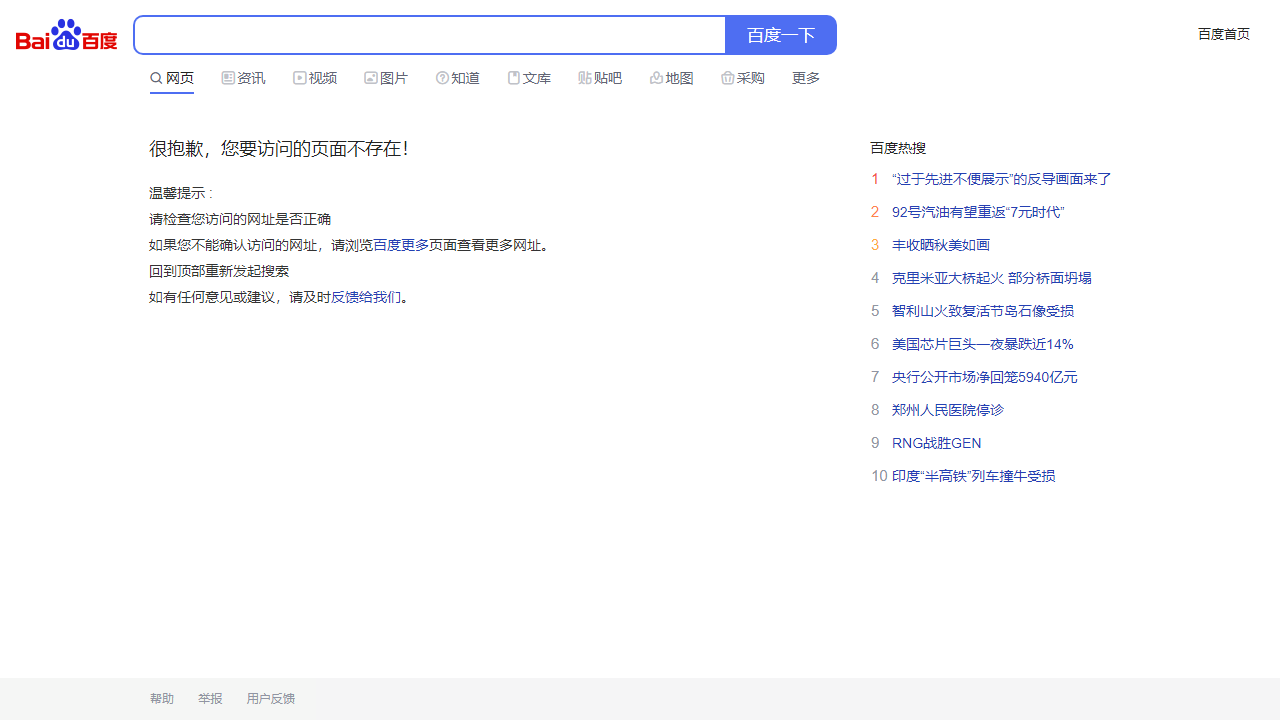 Bai du 百度
百度一下
百度首页
网页 资讯 视频 图片 知道 文库 贴吧 地图 采购 更多
很抱歉，您要访问的页面不存在！
温馨提示：
请检查您访问的网址是否正确
如果您不能确认访问的网址，请浏览百度更多页面查看更多网址。
回到顶部重新发起搜索
如有任何意见或建议，请及时反馈给我们。
百度热搜
1 “过于先进不便展示”的反导画面来了
2 92号汽油有望重返“7元时代”
3 丰收晒秋美如画
4 克里米亚大桥起火 部分桥面坍塌
5 智利山火致复活节岛石像受损
6 美国芯片巨头一夜暴跌近14%
7 央行公开市场净回笼5940亿元
8 郑州人民医院停诊
9 RNG战胜GEN
10 印度“半高铁”列车撞牛受损
帮助 举报 用户反馈